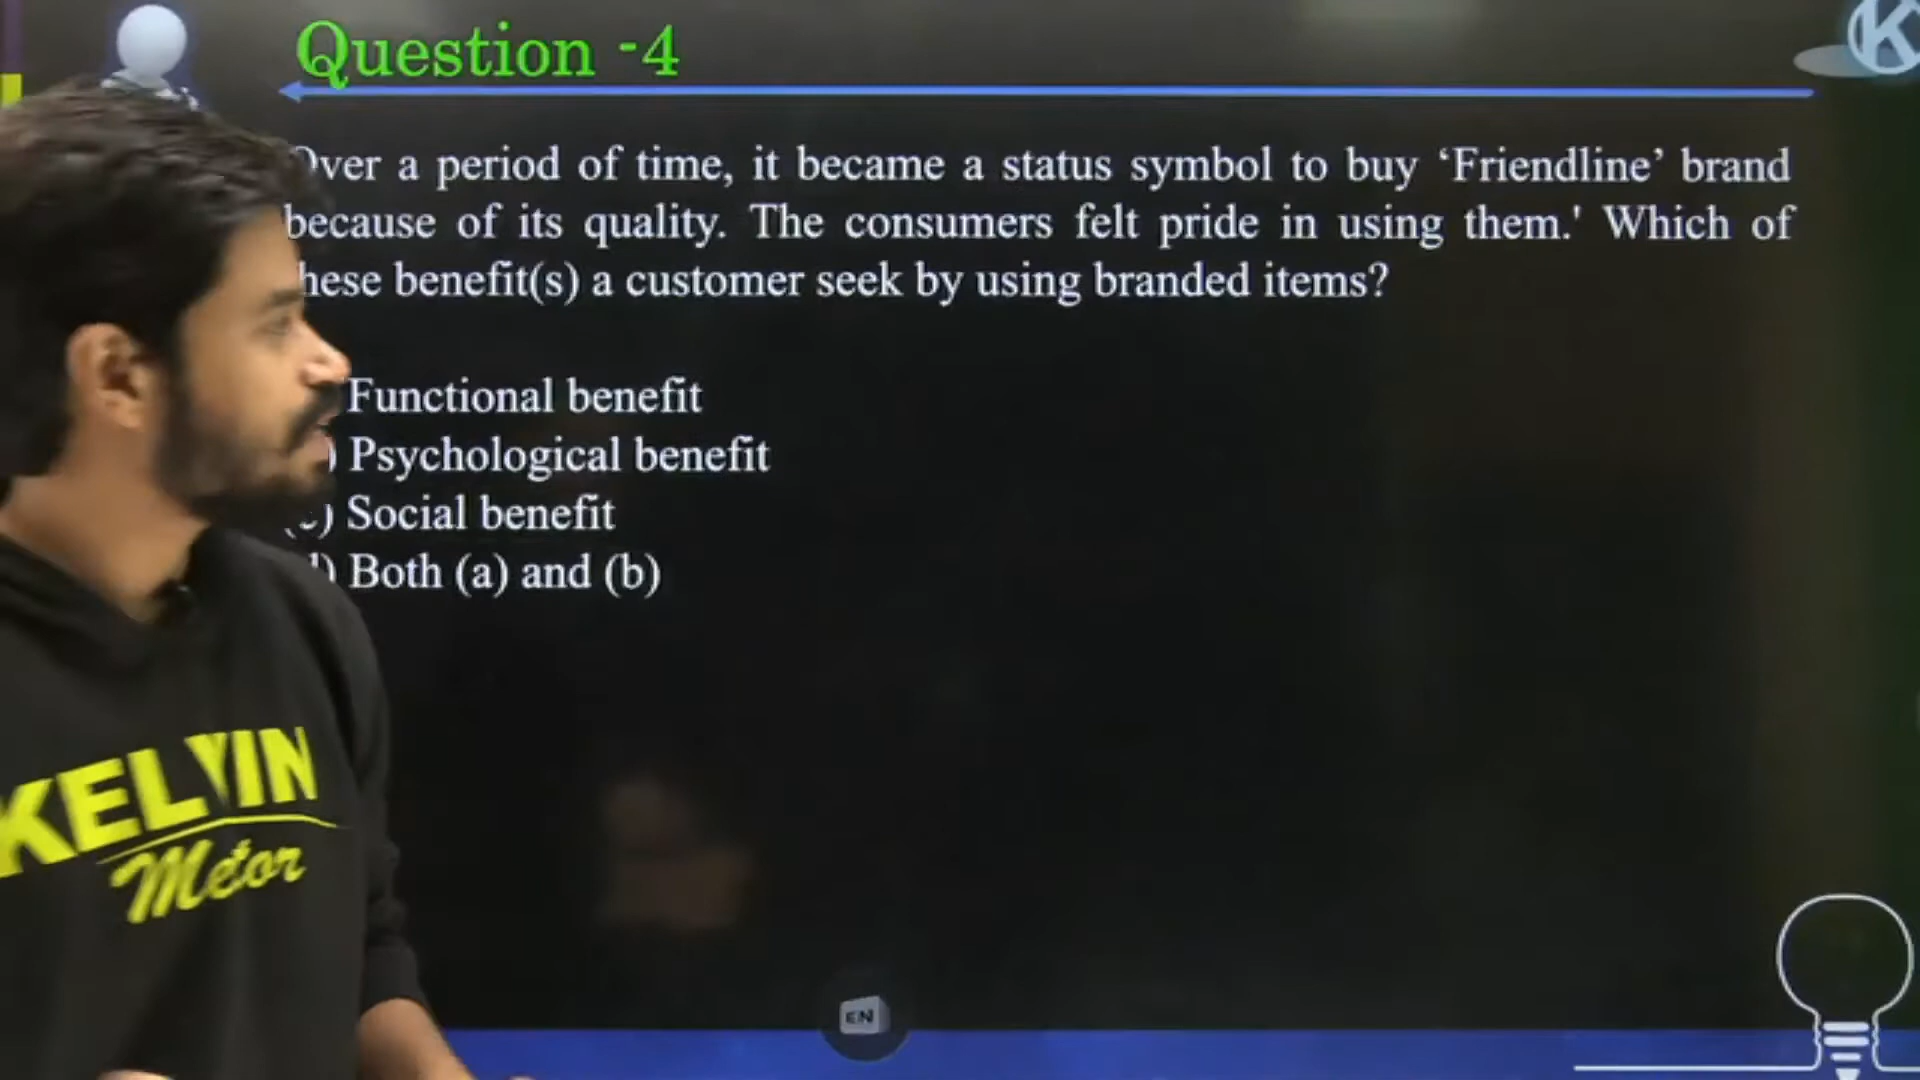 Question -4
Over a period of time, it became a status symbol to buy ‘Friendline’ brand
because of its quality. The consumers felt pride in using them.' Which of
these benefit(s) a customer seek by using branded items?
Functional benefit
) Psychological benefit
(c) Social benefit
(d) Both (a) and (b)
KELVIN
Metor
EN
K